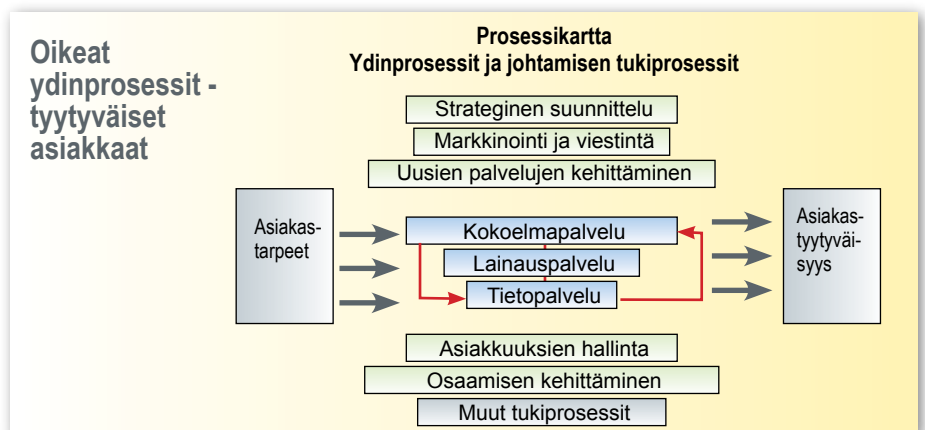 Oikeat
ydinprosessit -
tyytyväiset
asiakkaat
Prosessikartta
Ydinprosessit ja johtamisen tukiprosessit
Strateginen suunnittelu
Markkinointi ja viestintä
Uusien palvelujen kehittäminen
Asiakas-
tarpeet
Kokoelmapalvelu
Lainauspalvelu
Tietopalvelu
Asiakas-
tyytyväi-
syys
Asiakkuuksien hallinta
Osaamisen kehittäminen
Muut tukiprosessit